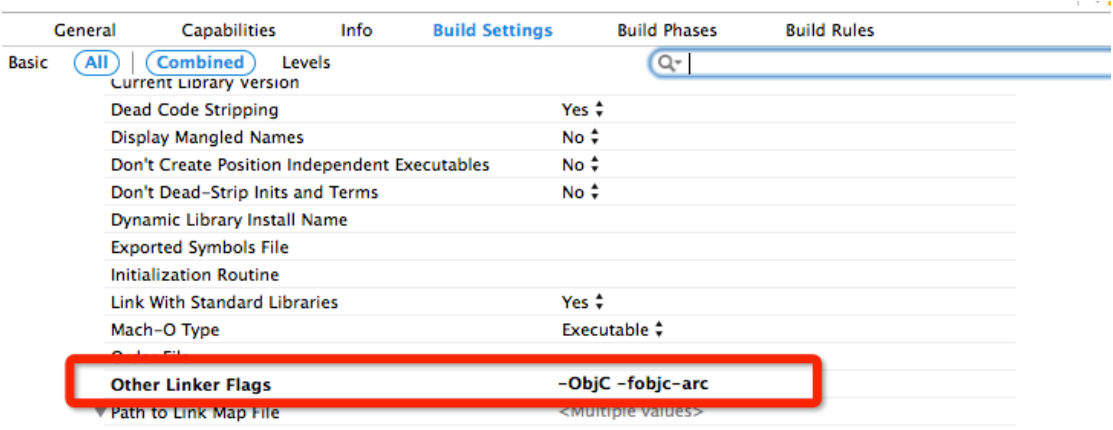 General Capabilities Info Build Settings Build Phases Build Rules
Basic All Combined Levels
Current Library Version
Dead Code Stripping Yes
Display Mangled Names No
Don't Create Position Independent Executables No
Don't Dead-Strip Inits and Terms No
Dynamic Library Install Name
Exported Symbols File
Initialization Routine
Link With Standard Libraries Yes
Mach-O Type Executable
Order File
Other Linker Flags -ObjC -fobjc-arc
Path to Link Map File <Multiple values>